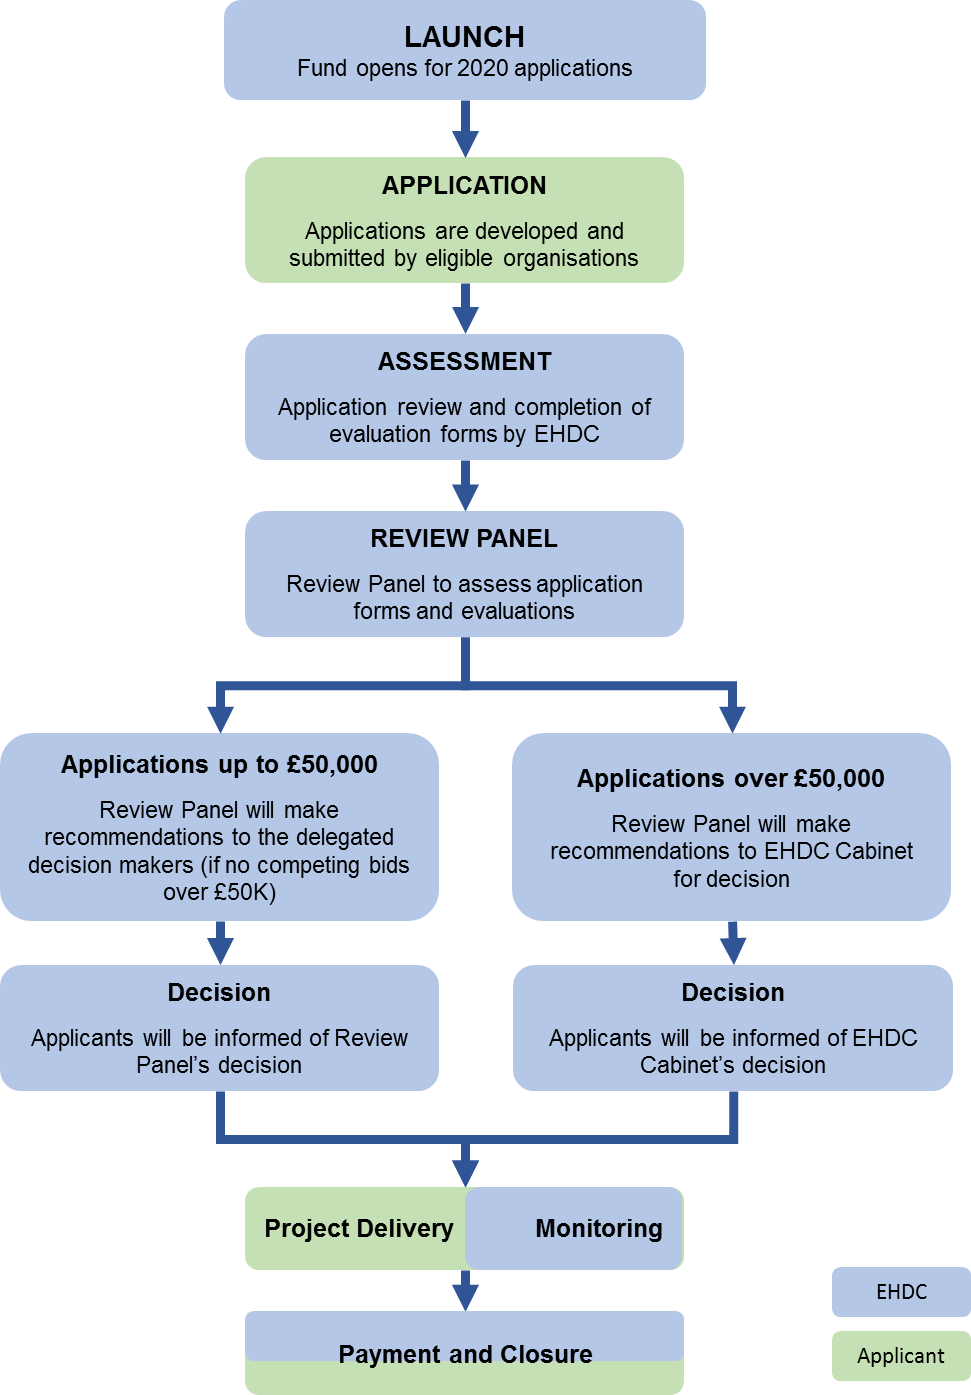 LAUNCH
Fund opens for 2020 applications
APPLICATION
Applications are developed and
submitted by eligible organisations
ASSESSMENT
Application review and completion of
evaluation forms by EHDC
REVIEW PANEL
Review Panel to assess application
forms and evaluations
Applications up to £50,000
Review Panel will make
recommendations to the delegated
decision makers (if no competing bids
over £50K)
Applications over £50,000
Review Panel will make
recommendations to EHDC Cabinet
for decision
Decision
Applicants will be informed of Review
Panel’s decision
Decision
Applicants will be informed of EHDC
Cabinet’s decision
Project Delivery
Monitoring
Payment and Closure
EHDC
Applicant